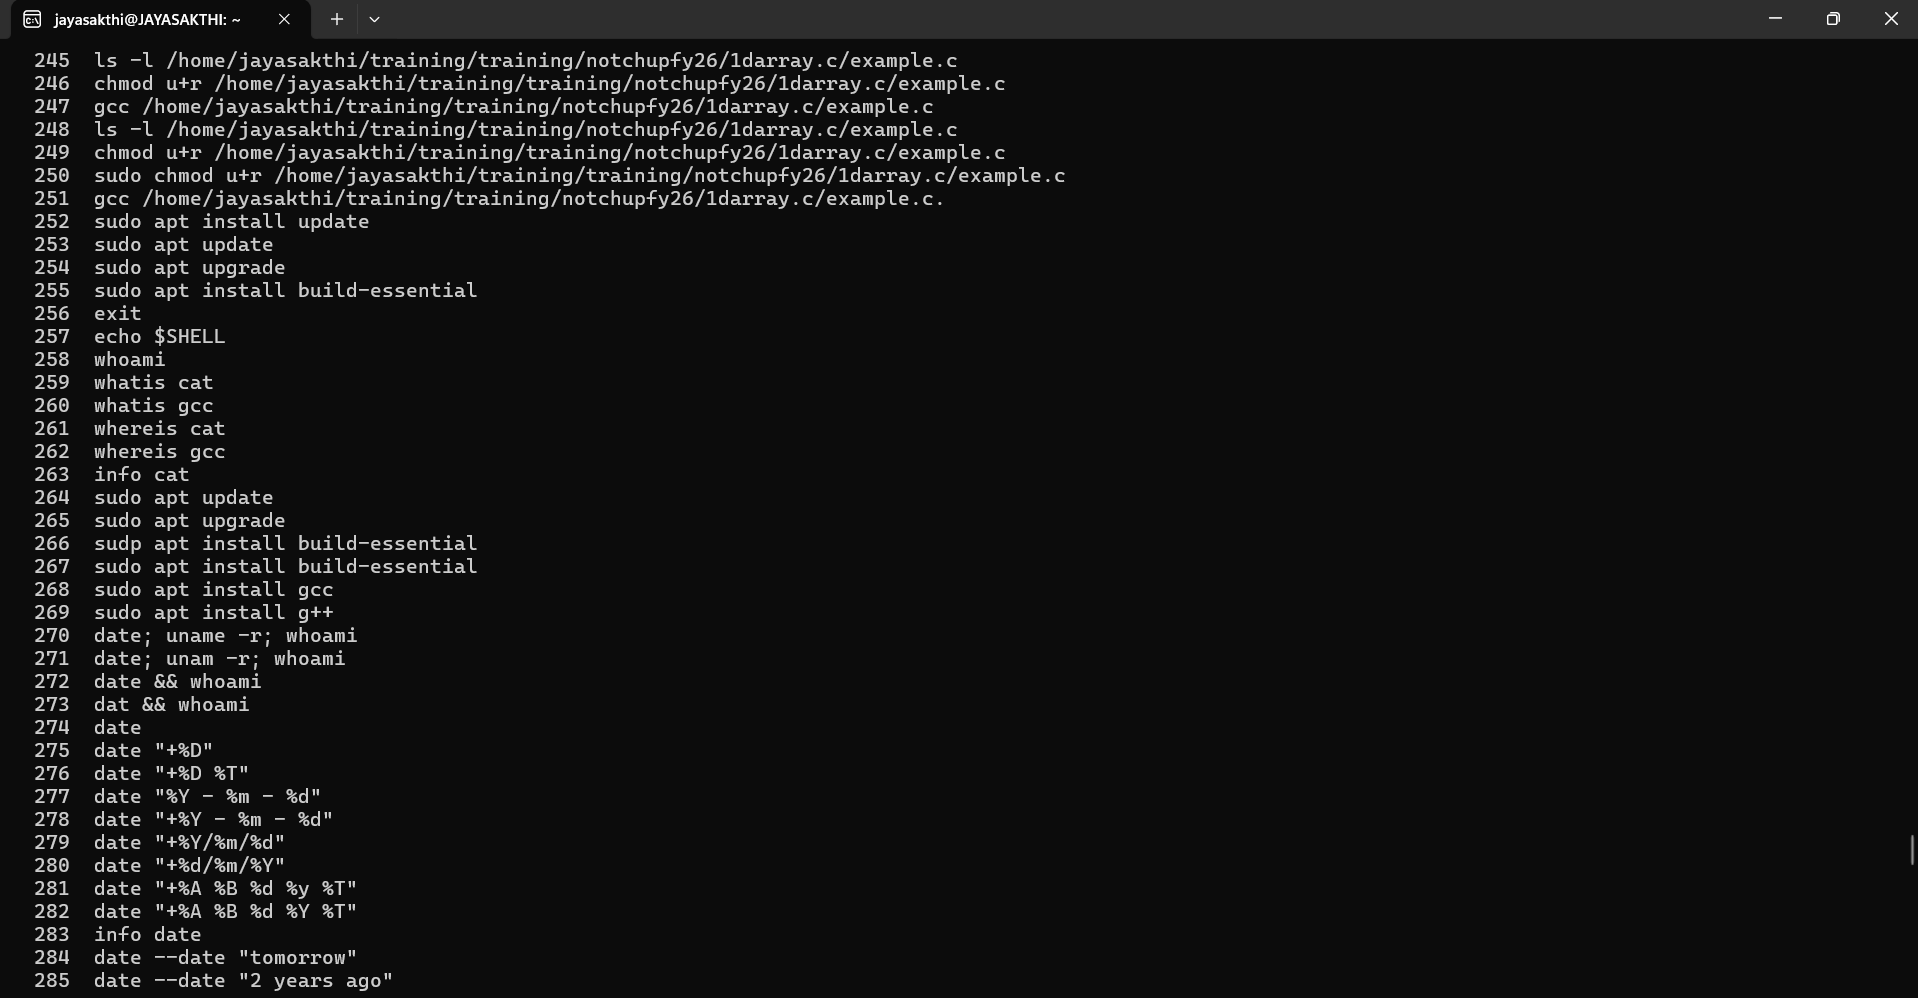 jayasakthi@JAYASAKTHI: ~
245 ls -l /home/jayasakthi/training/training/notchupfy26/1darray.c/example.c
246 chmod u+r /home/jayasakthi/training/training/notchupfy26/1darray.c/example.c
247 gcc /home/jayasakthi/training/training/notchupfy26/1darray.c/example.c
248 ls -l /home/jayasakthi/training/training/notchupfy26/1darray.c/example.c
249 chmod u+r /home/jayasakthi/training/training/notchupfy26/1darray.c/example.c
250 sudo chmod u+r /home/jayasakthi/training/training/notchupfy26/1darray.c/example.c
251 gcc /home/jayasakthi/training/training/notchupfy26/1darray.c/example.c.
252 sudo apt install update
253 sudo apt update
254 sudo apt upgrade
255 sudo apt install build-essential
256 exit
257 echo $SHELL
258 whoami
259 whatis cat
260 whatis gcc
261 whereis cat
262 whereis gcc
263 info cat
264 sudo apt update
265 sudo apt upgrade
266 sudp apt install build-essential
267 sudo apt install build-essential
268 sudo apt install gcc
269 sudo apt install g++
270 date; uname -r; whoami
271 date; unam -r; whoami
272 date && whoami
273 dat && whoami
274 date
275 date "+%D"
276 date "+%D %T"
277 date "%Y - %m - %d"
278 date "+%Y - %m - %d"
279 date "+%Y/%m/%d"
280 date "+%d/%m/%Y"
281 date "+%A %B %d %y %T"
282 date "+%A %B %d %Y %T"
283 info date
284 date --date "tomorrow"
285 date --date "2 years ago"